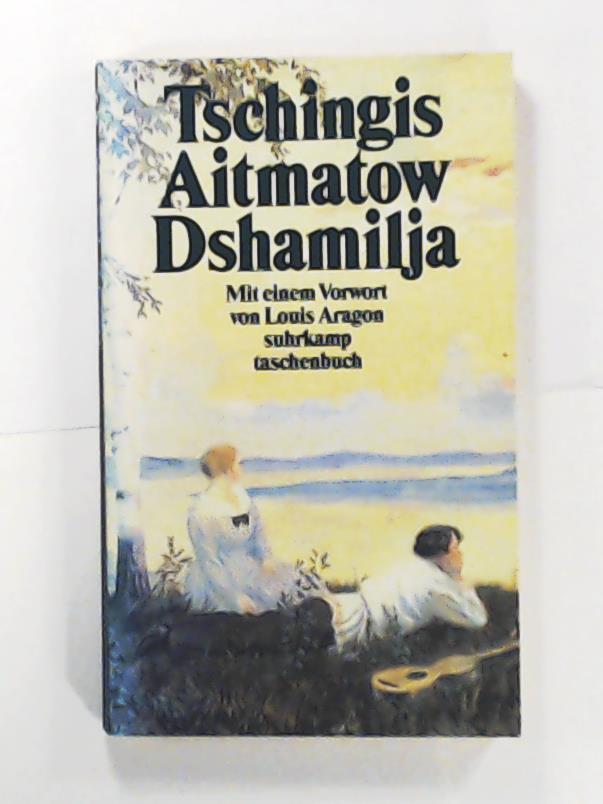 Tschingis
Aitmatow
Dshamilja
Mit einem Vorwort
von Louis Aragon
suhrkamp
taschenbuch